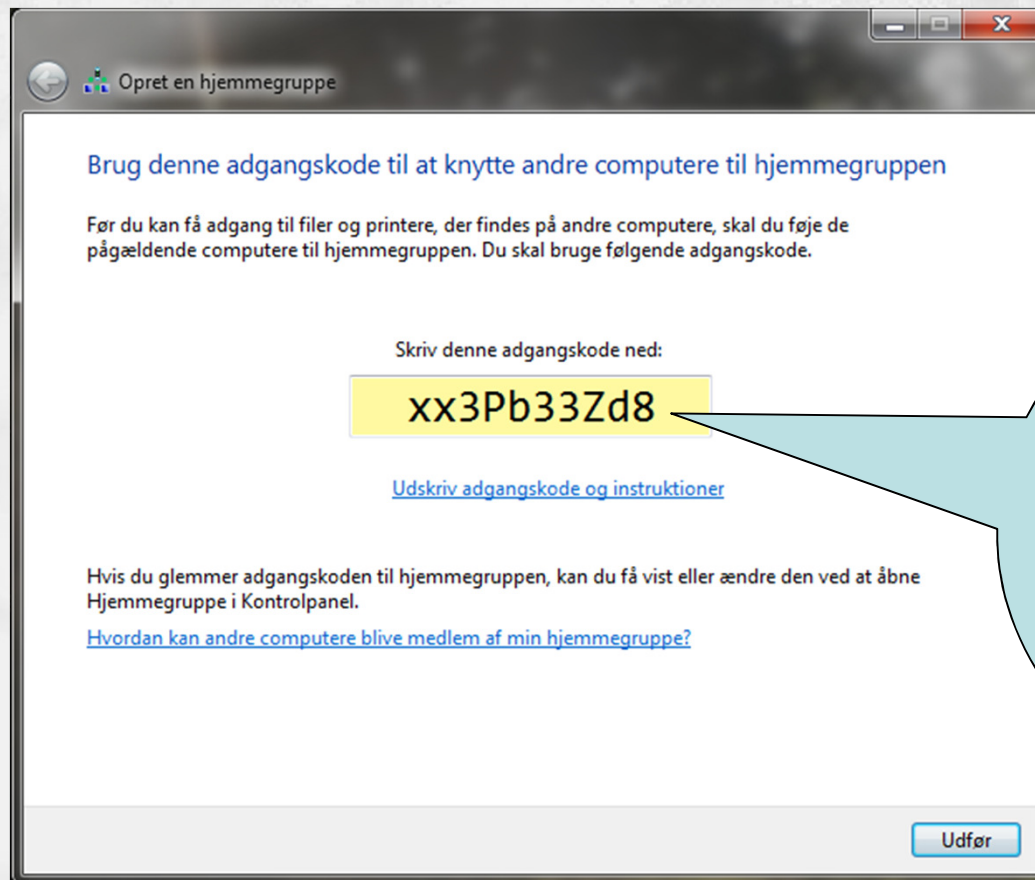 Opret en hjemmegruppe
Brug denne adgangskode til at knytte andre computere til hjemmegruppen
Før du kan få adgang til filer og printere, der findes på andre computere, skal du føje de
pågældende computere til hjemmegruppen. Du skal bruge følgende adgangskode.
Skriv denne adgangskode ned:
xx3Pb33Zd8
Udskriv adgangskode og instruktioner
Hvis du glemmer adgangskoden til hjemmegruppen, kan du få vist eller ændre den ved at åbne
Hjemmegruppe i Kontrolpanel.
Hvordan kan andre computere blive medlem af min hjemmegruppe?
Udfør